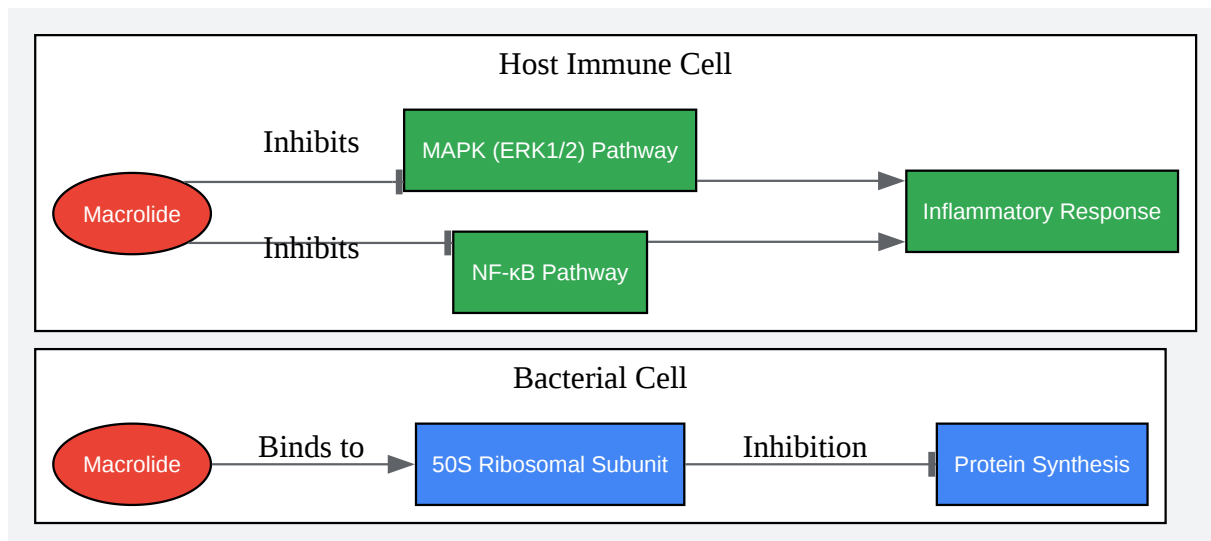 Host Immune Cell
Inhibits
MAPK (ERK1/2) Pathway
Macrolide
Inflammatory Response
Inhibits
NF-κB Pathway
Bacterial Cell
Macrolide
Binds to
50S Ribosomal Subunit
Inhibition
Protein Synthesis